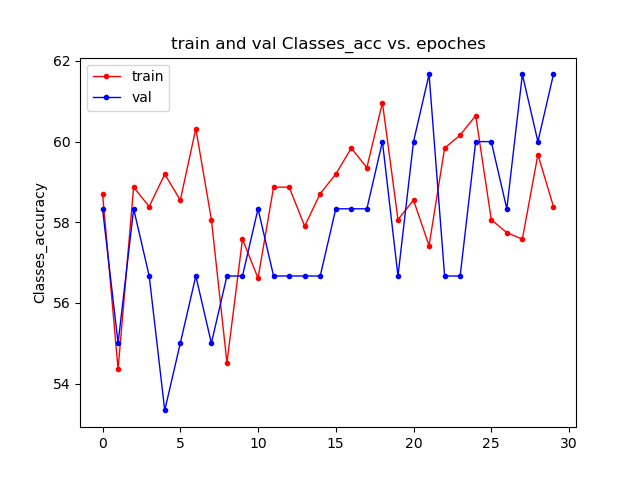 train and val Classes_acc vs. epoches
train
val
Classes_accuracy
62
60
58
56
54
0 5 10 15 20 25 30